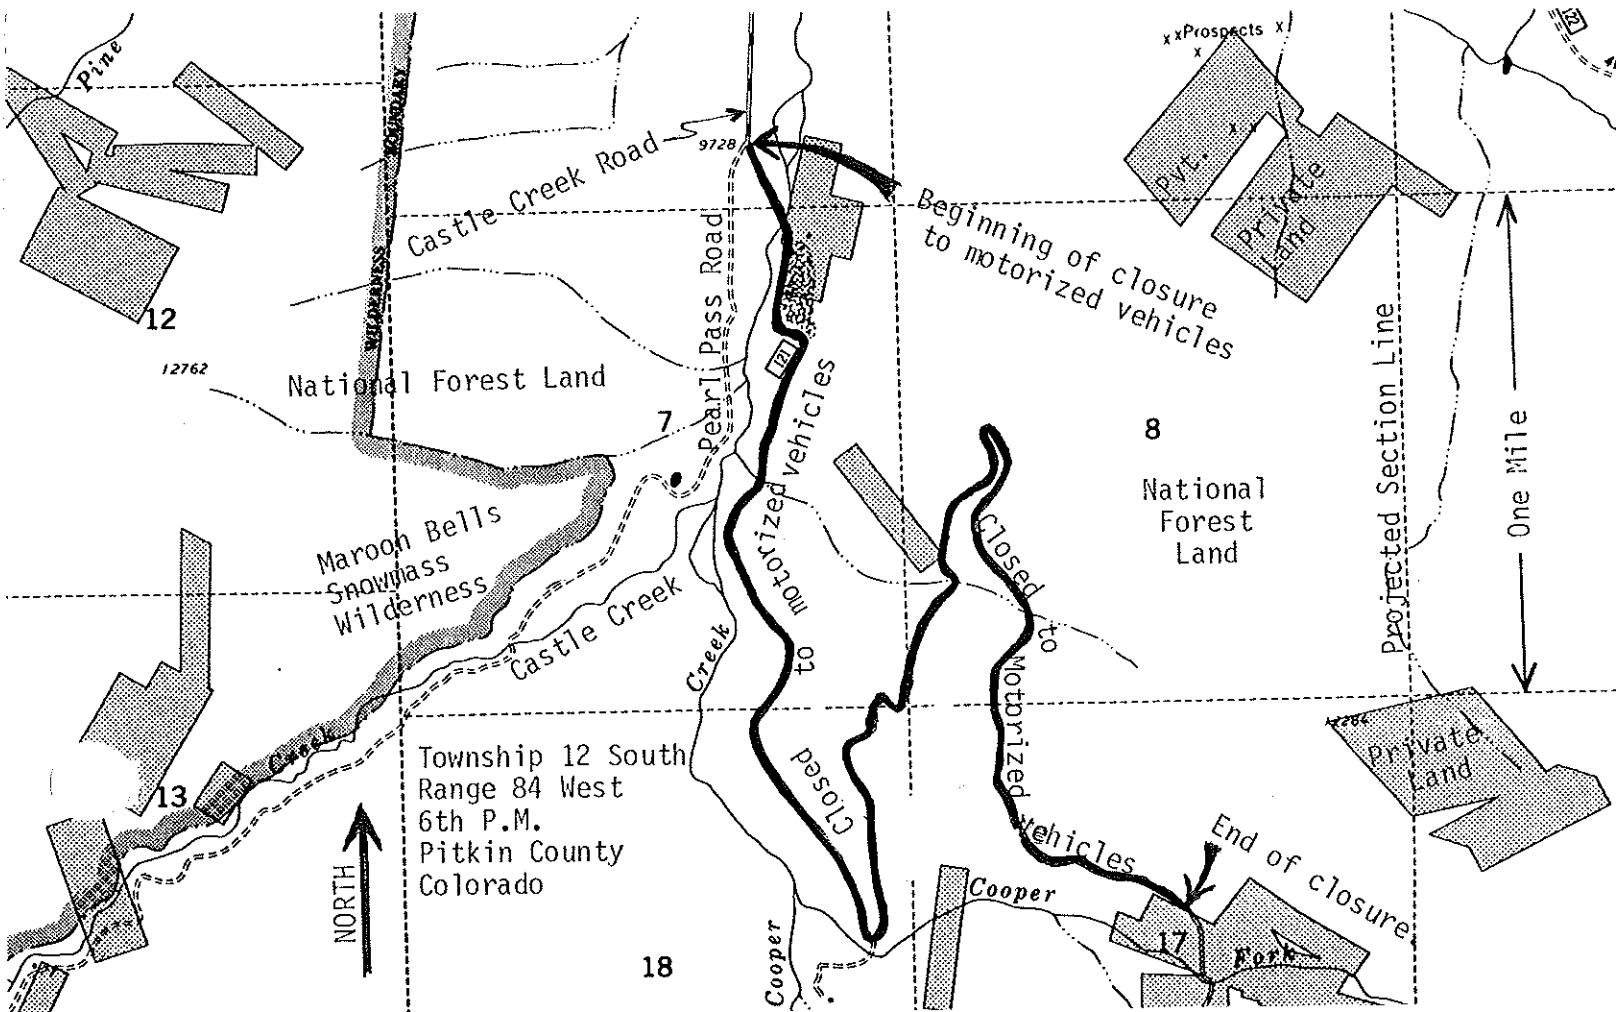 Pine
WILDERNESS BOUNDARY
Castle Creek Road
9728
Pearl Pass Road
xxProspects x
x
x x
Pvt.
Private
Land
121
Beginning of closure
to motorized vehicles
12
12762
National Forest Land
7
121
8
National
Forest
Land
Projected Section Line
One Mile
Maroon Bells
Snowmass
Wilderness
Castle Creek
Creek
Closed to motorized vehicles
Closed to Motorized Vehicles
Township 12 South
Range 84 West
6th P.M.
Pitkin County
Colorado
NORTH
13
Creek
18
Cooper
Cooper
17
Fork
End of closure
Private
Land